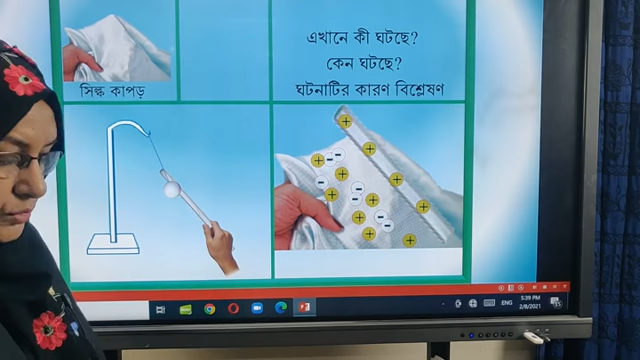 এখানে কী ঘটছে?
কেন ঘটছে?
ঘটনাটির কারণ বিশ্লেষণ
সিল্ক কাপড়
ENG
5:39 PM
2/8/2021